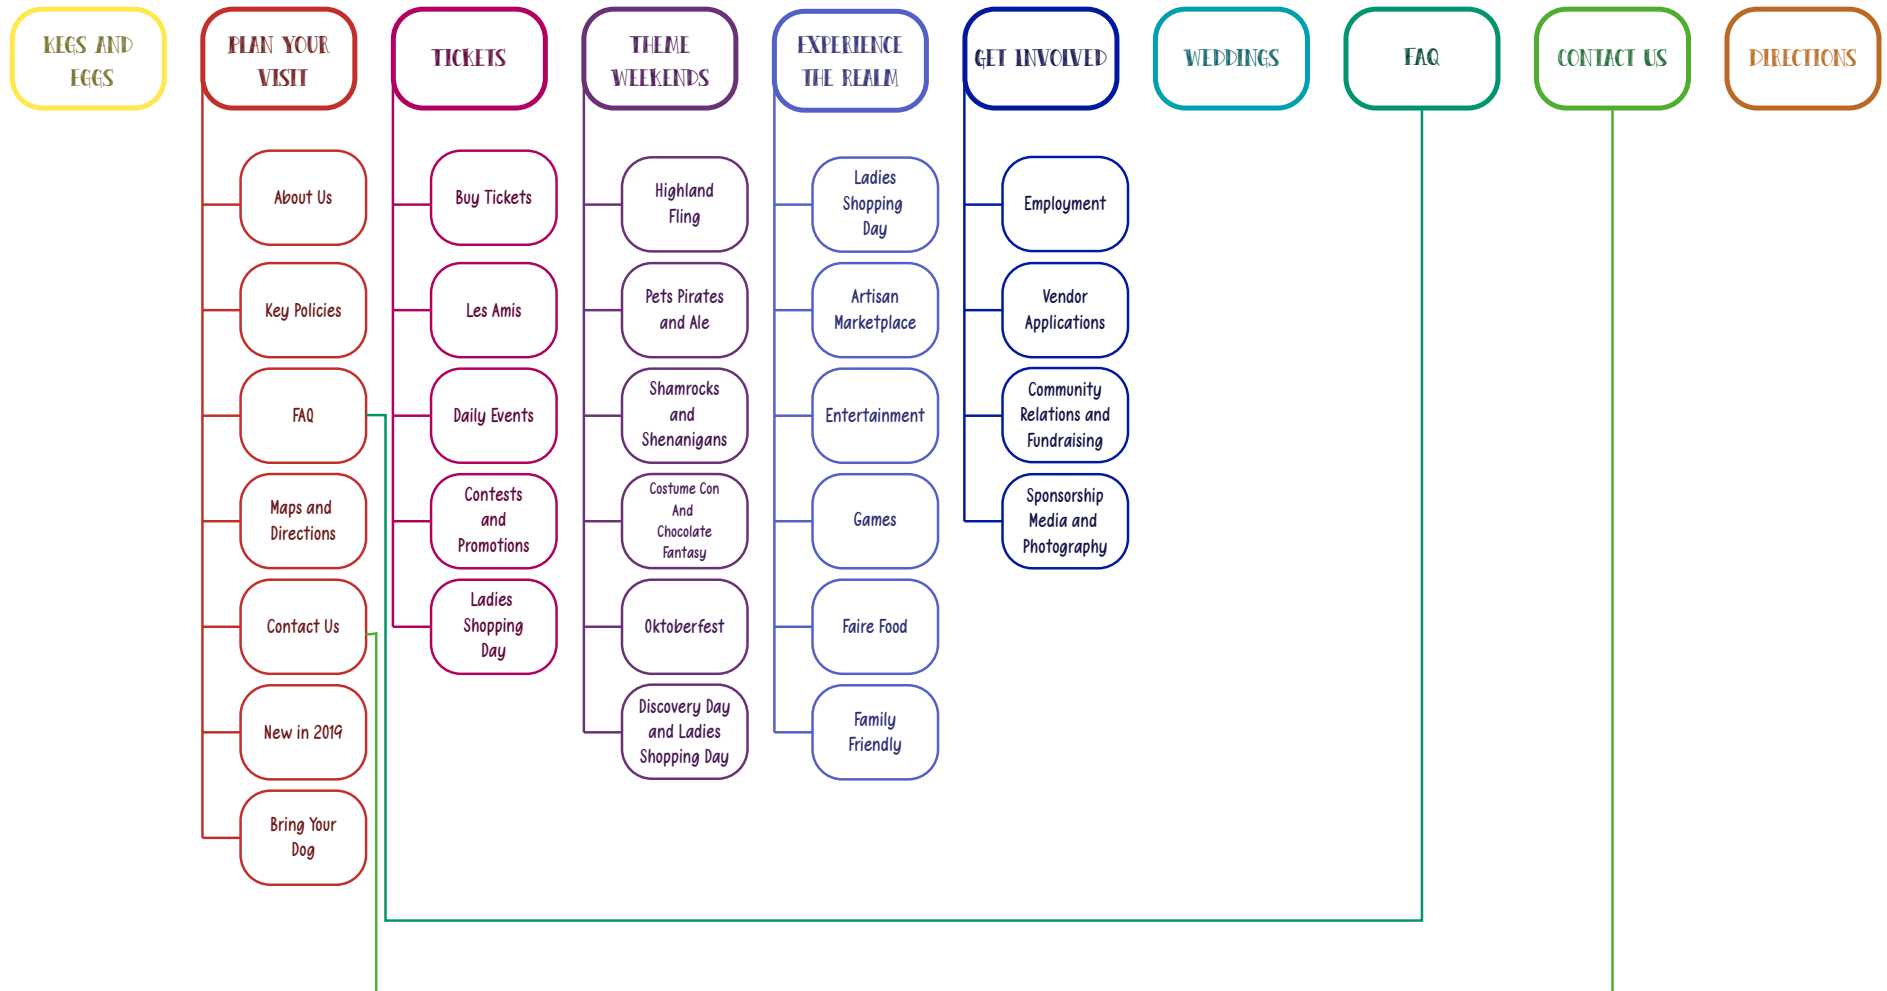 KEGS AND
EGGS
PLAN YOUR
VISIT
TICKETS
THEME
WEEKENDS
EXPERIENCE
THE REALM
GET INVOLVED
WEDDINGS
FAQ
CONTACT US
DIRECTIONS
About Us
Key Policies
FAQ
Maps and
Directions
Contact Us
New in 2019
Bring Your
Dog
Buy Tickets
Les Amis
Daily Events
Contests
and
Promotions
Ladies
Shopping
Day
Highland
Fling
Pets Pirates
and Ale
Shamrocks
and
Shenanigans
Costume Con
And
Chocolate
Fantasy
Oktoberfest
Discovery Day
and Ladies
Shopping Day
Ladies
Shopping
Day
Artisan
Marketplace
Entertainment
Games
Faire Food
Family
Friendly
Employment
Vendor
Applications
Community
Relations and
Fundraising
Sponsorship
Media and
Photography